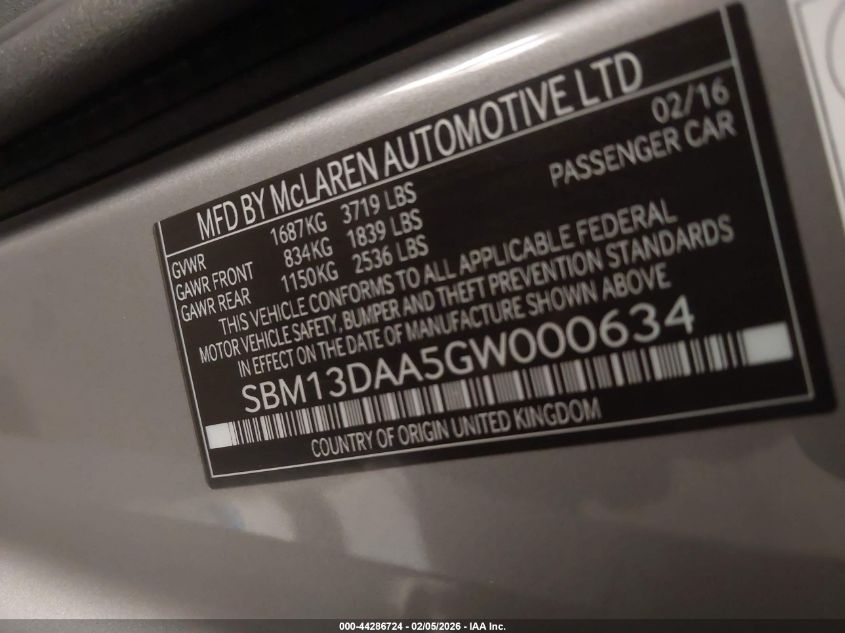 MFD BY McLAREN AUTOMOTIVE LTD
02/16
GVWR 1687KG 3719 LBS
PASSENGER CAR
GAWR FRONT 834KG 1839 LBS
GAWR REAR 1150KG 2536 LBS
THIS VEHICLE CONFORMS TO ALL APPLICABLE FEDERAL
MOTOR VEHICLE SAFETY, BUMPER AND THEFT PREVENTION STANDARDS
IN EFFECT ON THE DATE OF MANUFACTURE SHOWN ABOVE
SBM13DAA5GW000634
COUNTRY OF ORIGIN UNITED KINGDOM
000-44286724 - 02/05/2026 - IAA Inc.